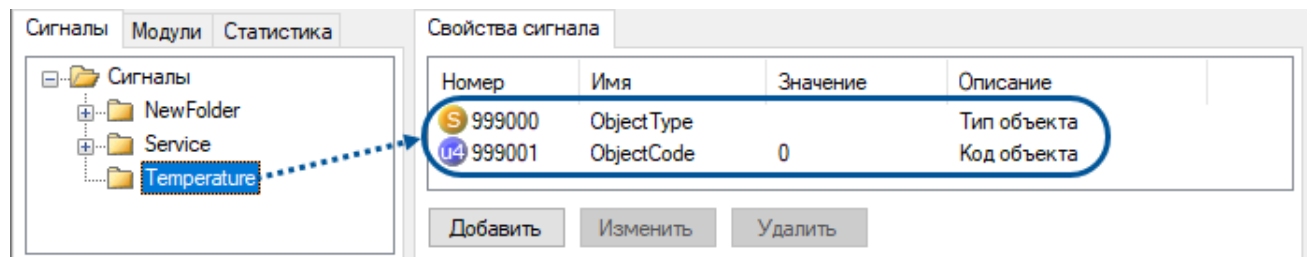 Сигналы Модули Статистика
Сигналы
NewFolder
Service
Temperature
Свойства сигнала
Номер Имя Значение Описание
S 999000 ObjectType Тип объекта
u4 999001 ObjectCode 0 Код объекта
Добавить Изменить Удалить